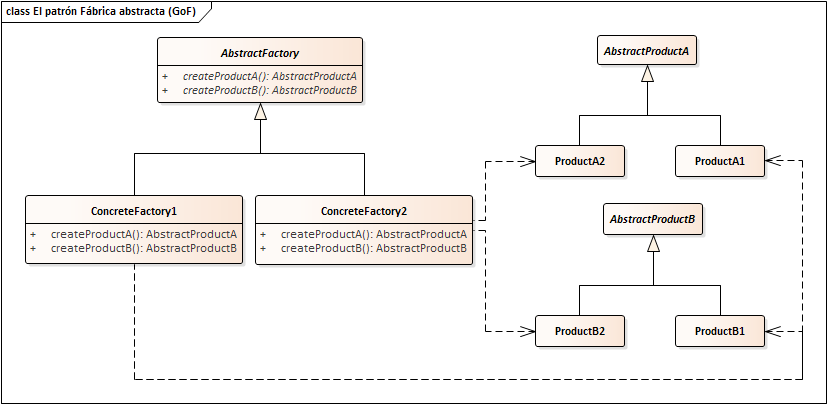 class El patrón Fábrica abstracta (GoF)
AbstractFactory
+ createProductA(): AbstractProductA
+ createProductB(): AbstractProductB
AbstractProductA
ProductA2
ProductA1
ConcreteFactory1
+ createProductA(): AbstractProductA
+ createProductB(): AbstractProductB
ConcreteFactory2
+ createProductA(): AbstractProductA
+ createProductB(): AbstractProductB
AbstractProductB
ProductB2
ProductB1